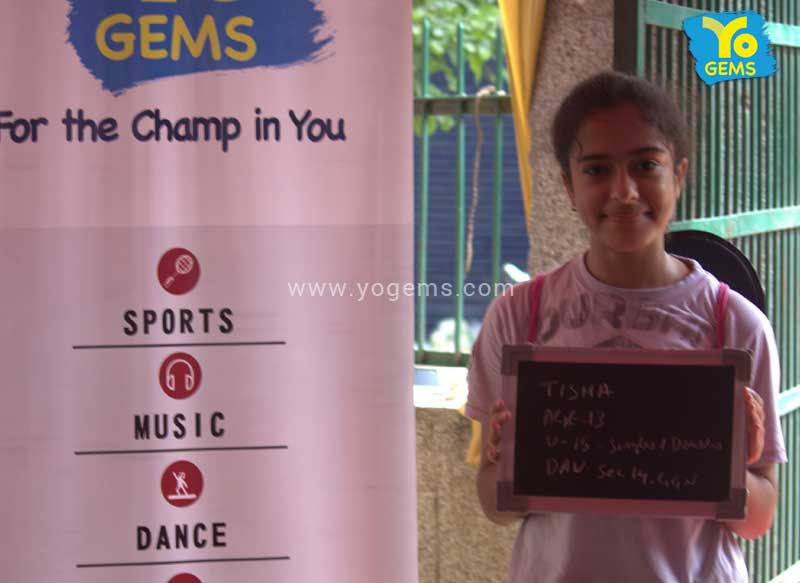 GEMS
For the Champ in You
SPORTS
MUSIC
DANCE
Yo
GEMS
www.yogems.com
TISHA
AGE-13
U-15-Singles & Doubles
DAV Sec 14, GGN